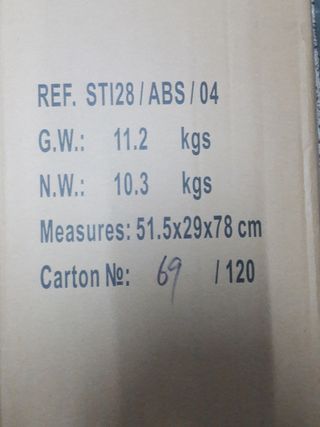 REF. STI28/ABS/04
G.W.: 11.2 kgs
N.W.: 10.3 kgs
Measures: 51.5x29x78 cm
Carton №: 69 /120